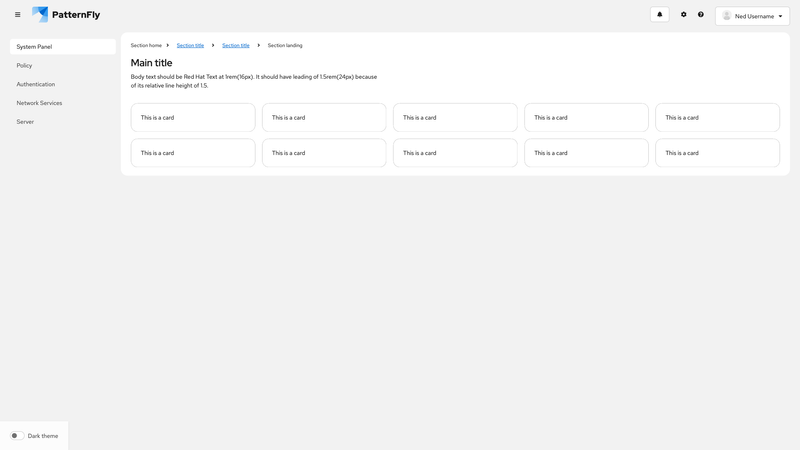 PatternFly
Ned Username
System Panel
Policy
Authentication
Network Services
Server
Section home Section title Section title Section landing
Main title
Body text should be Red Hat Text at 1rem(16px). It should have leading of 1.5rem(24px) because
of its relative line height of 1.5.
This is a card This is a card This is a card This is a card This is a card
This is a card This is a card This is a card This is a card This is a card
Dark theme